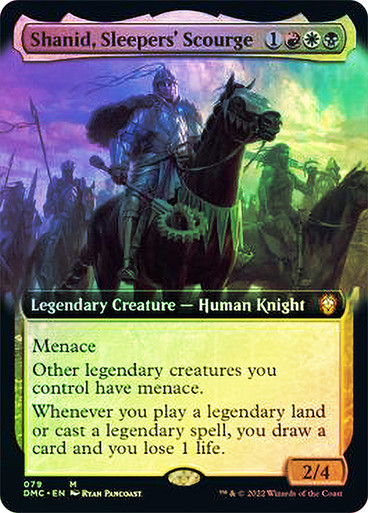 Shanid, Sleepers' Scourge 1
Legendary Creature — Human Knight
Menace
Other legendary creatures you
control have menace.
Whenever you play a legendary land
or cast a legendary spell, you draw a
card and you lose 1 life.
2/4
079 M
DMC • EN Ryan Pancoast
™ & © 2022 Wizards of the Coast